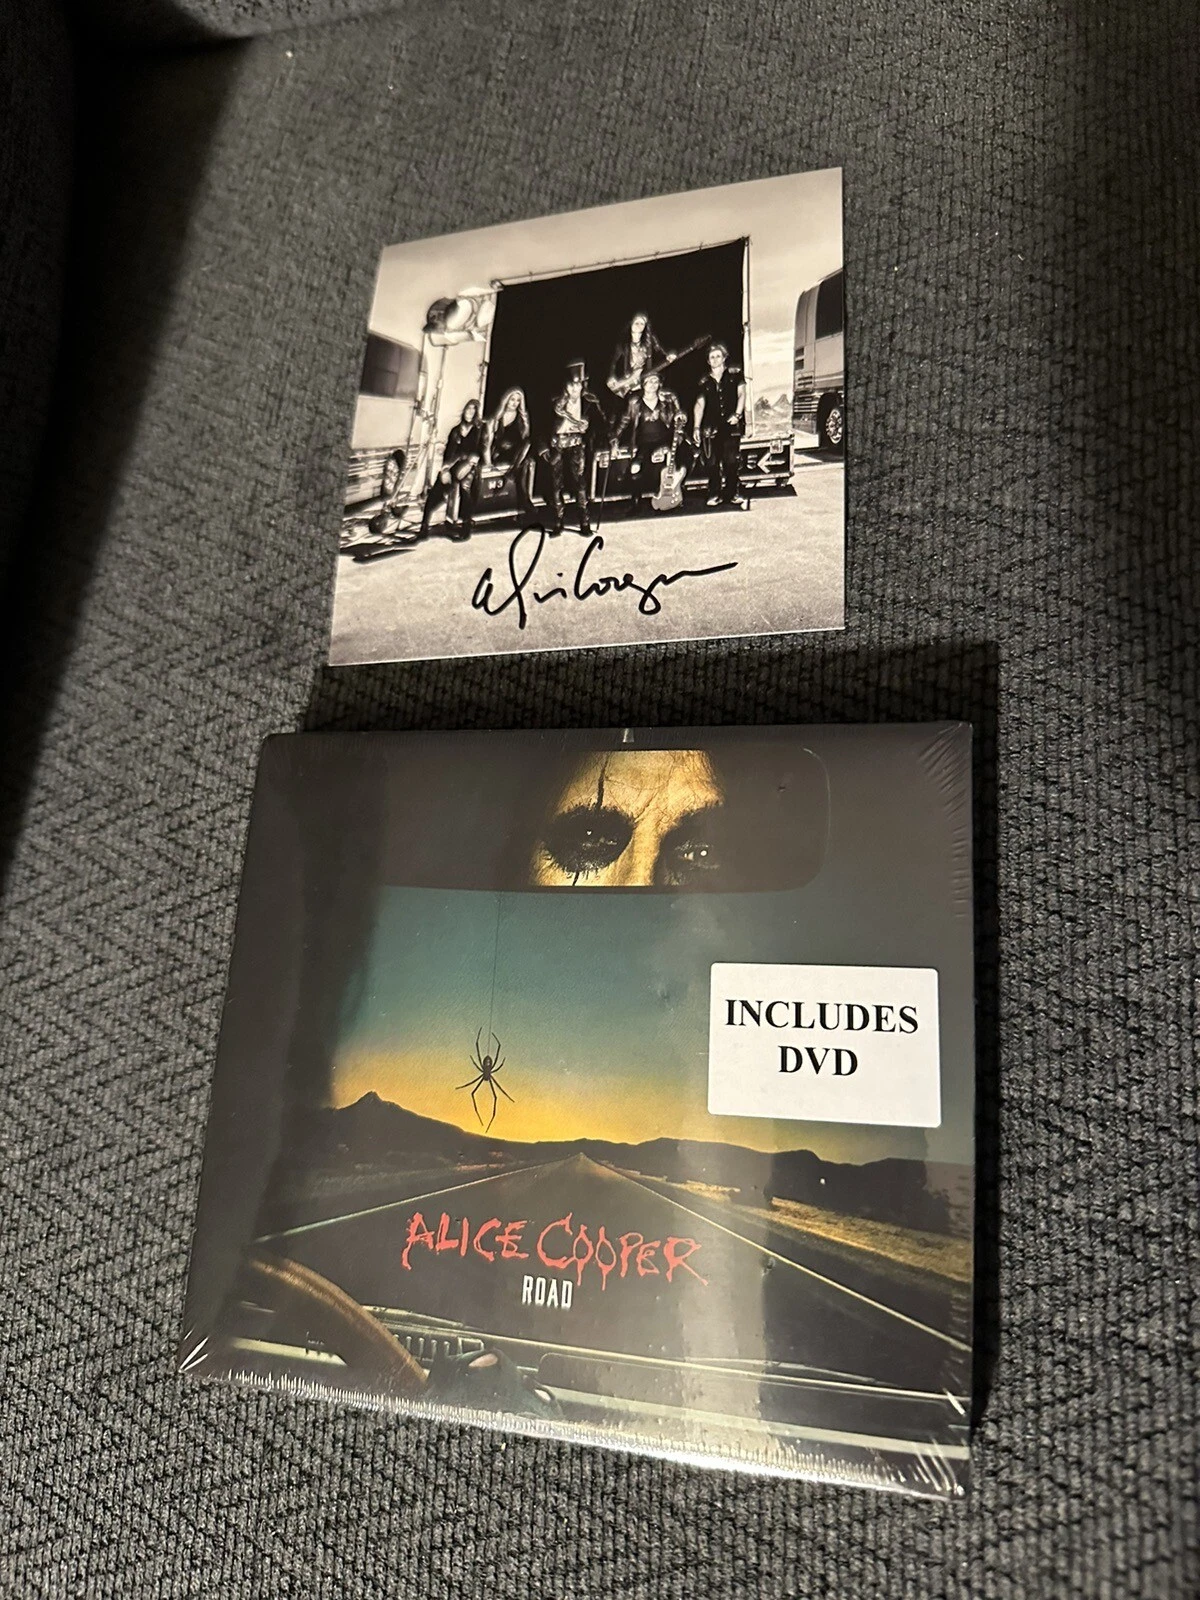 INCLUDES
DVD
ALICE COOPER
ROAD